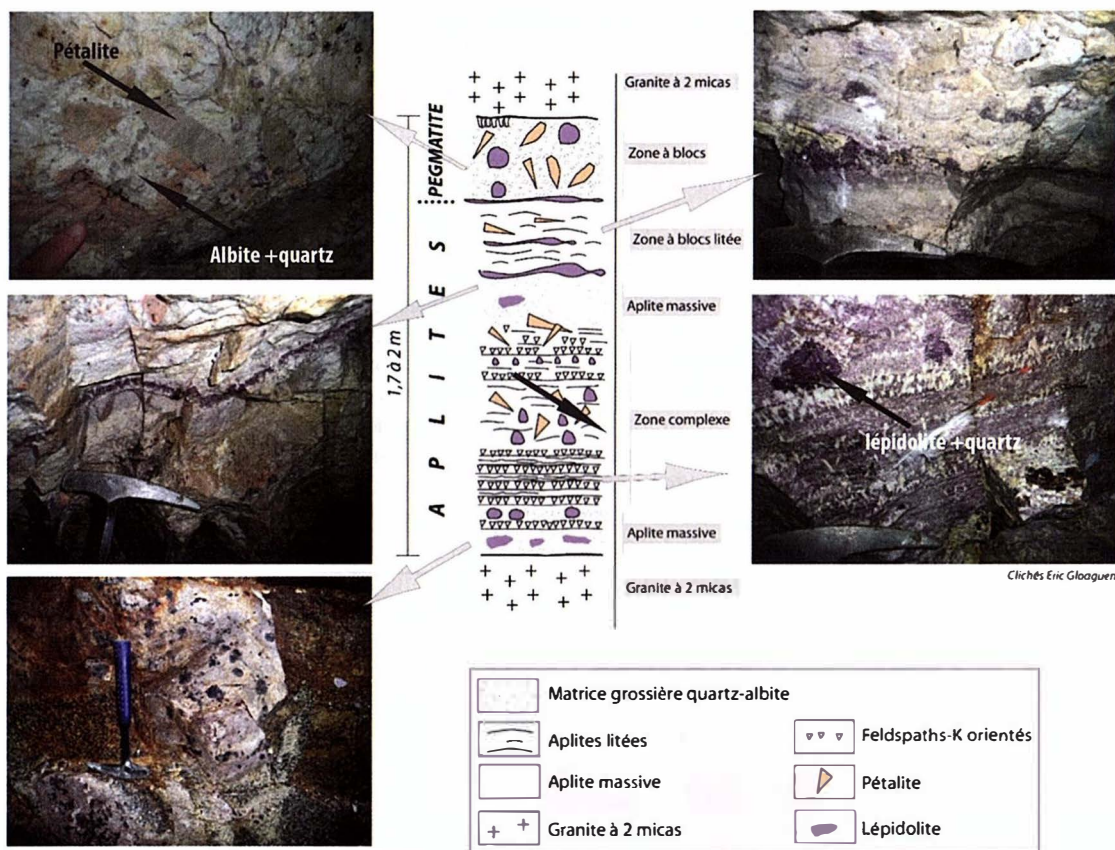 Pétalite
Albite +quartz
PEGMATITE
APLITES
1,7 à 2 m
Granite à 2 micas
Zone à blocs
Zone à blocs litée
Aplite massive
Zone complexe
Aplite massive
Granite à 2 micas
lépidolite +quartz
Clichés Eric Gloaguen
Matrice grossière quartz-albite
Aplites litées
Aplite massive
Granite à 2 micas
Feldspaths-K orientés
Pétalite
Lépidolite